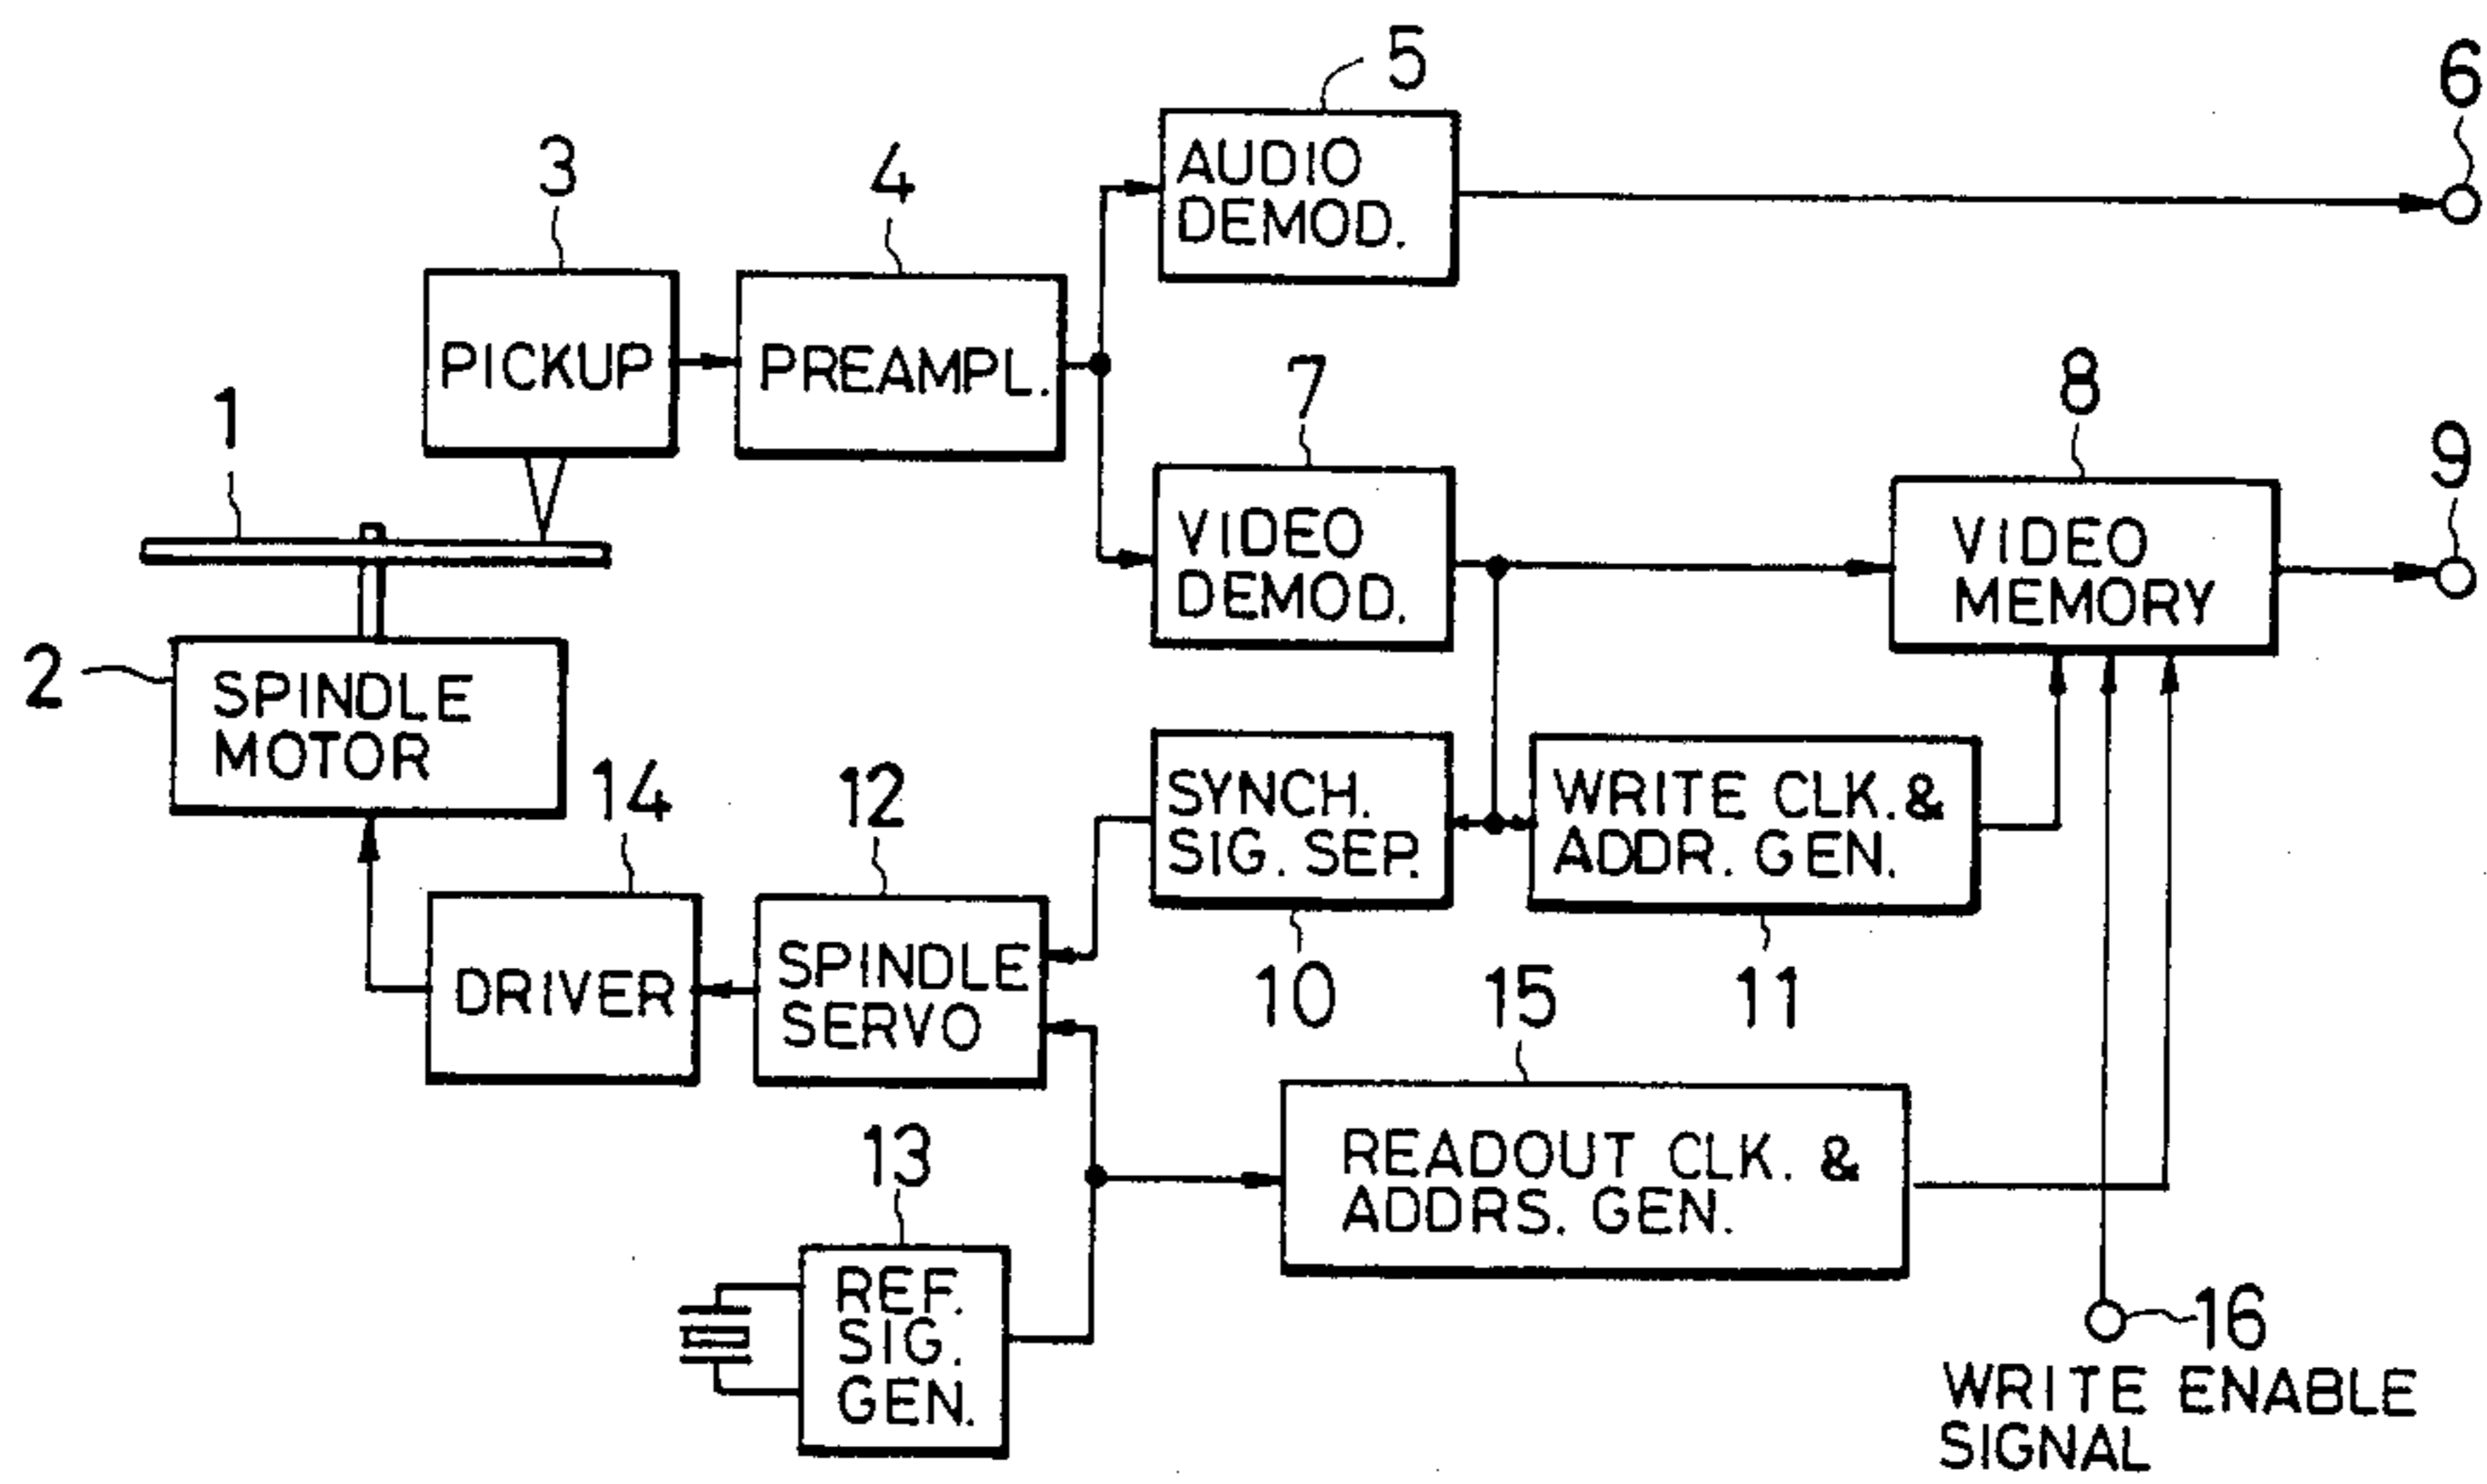 5
6
3
4
AUDIO
DEMOD.
PICKUP
PREAMPL.
1
7
8
9
VIDEO
DEMOD.
VIDEO
MEMORY
2
SPINDLE
MOTOR
14
12
SYNCH.
SIG. SEP.
WRITE CLK. &
ADDR. GEN.
10
11
DRIVER
SPINDLE
SERVO
15
13
READOUT CLK. &
ADDRS. GEN.
REF.
SIG.
GEN.
16
WRITE ENABLE
SIGNAL